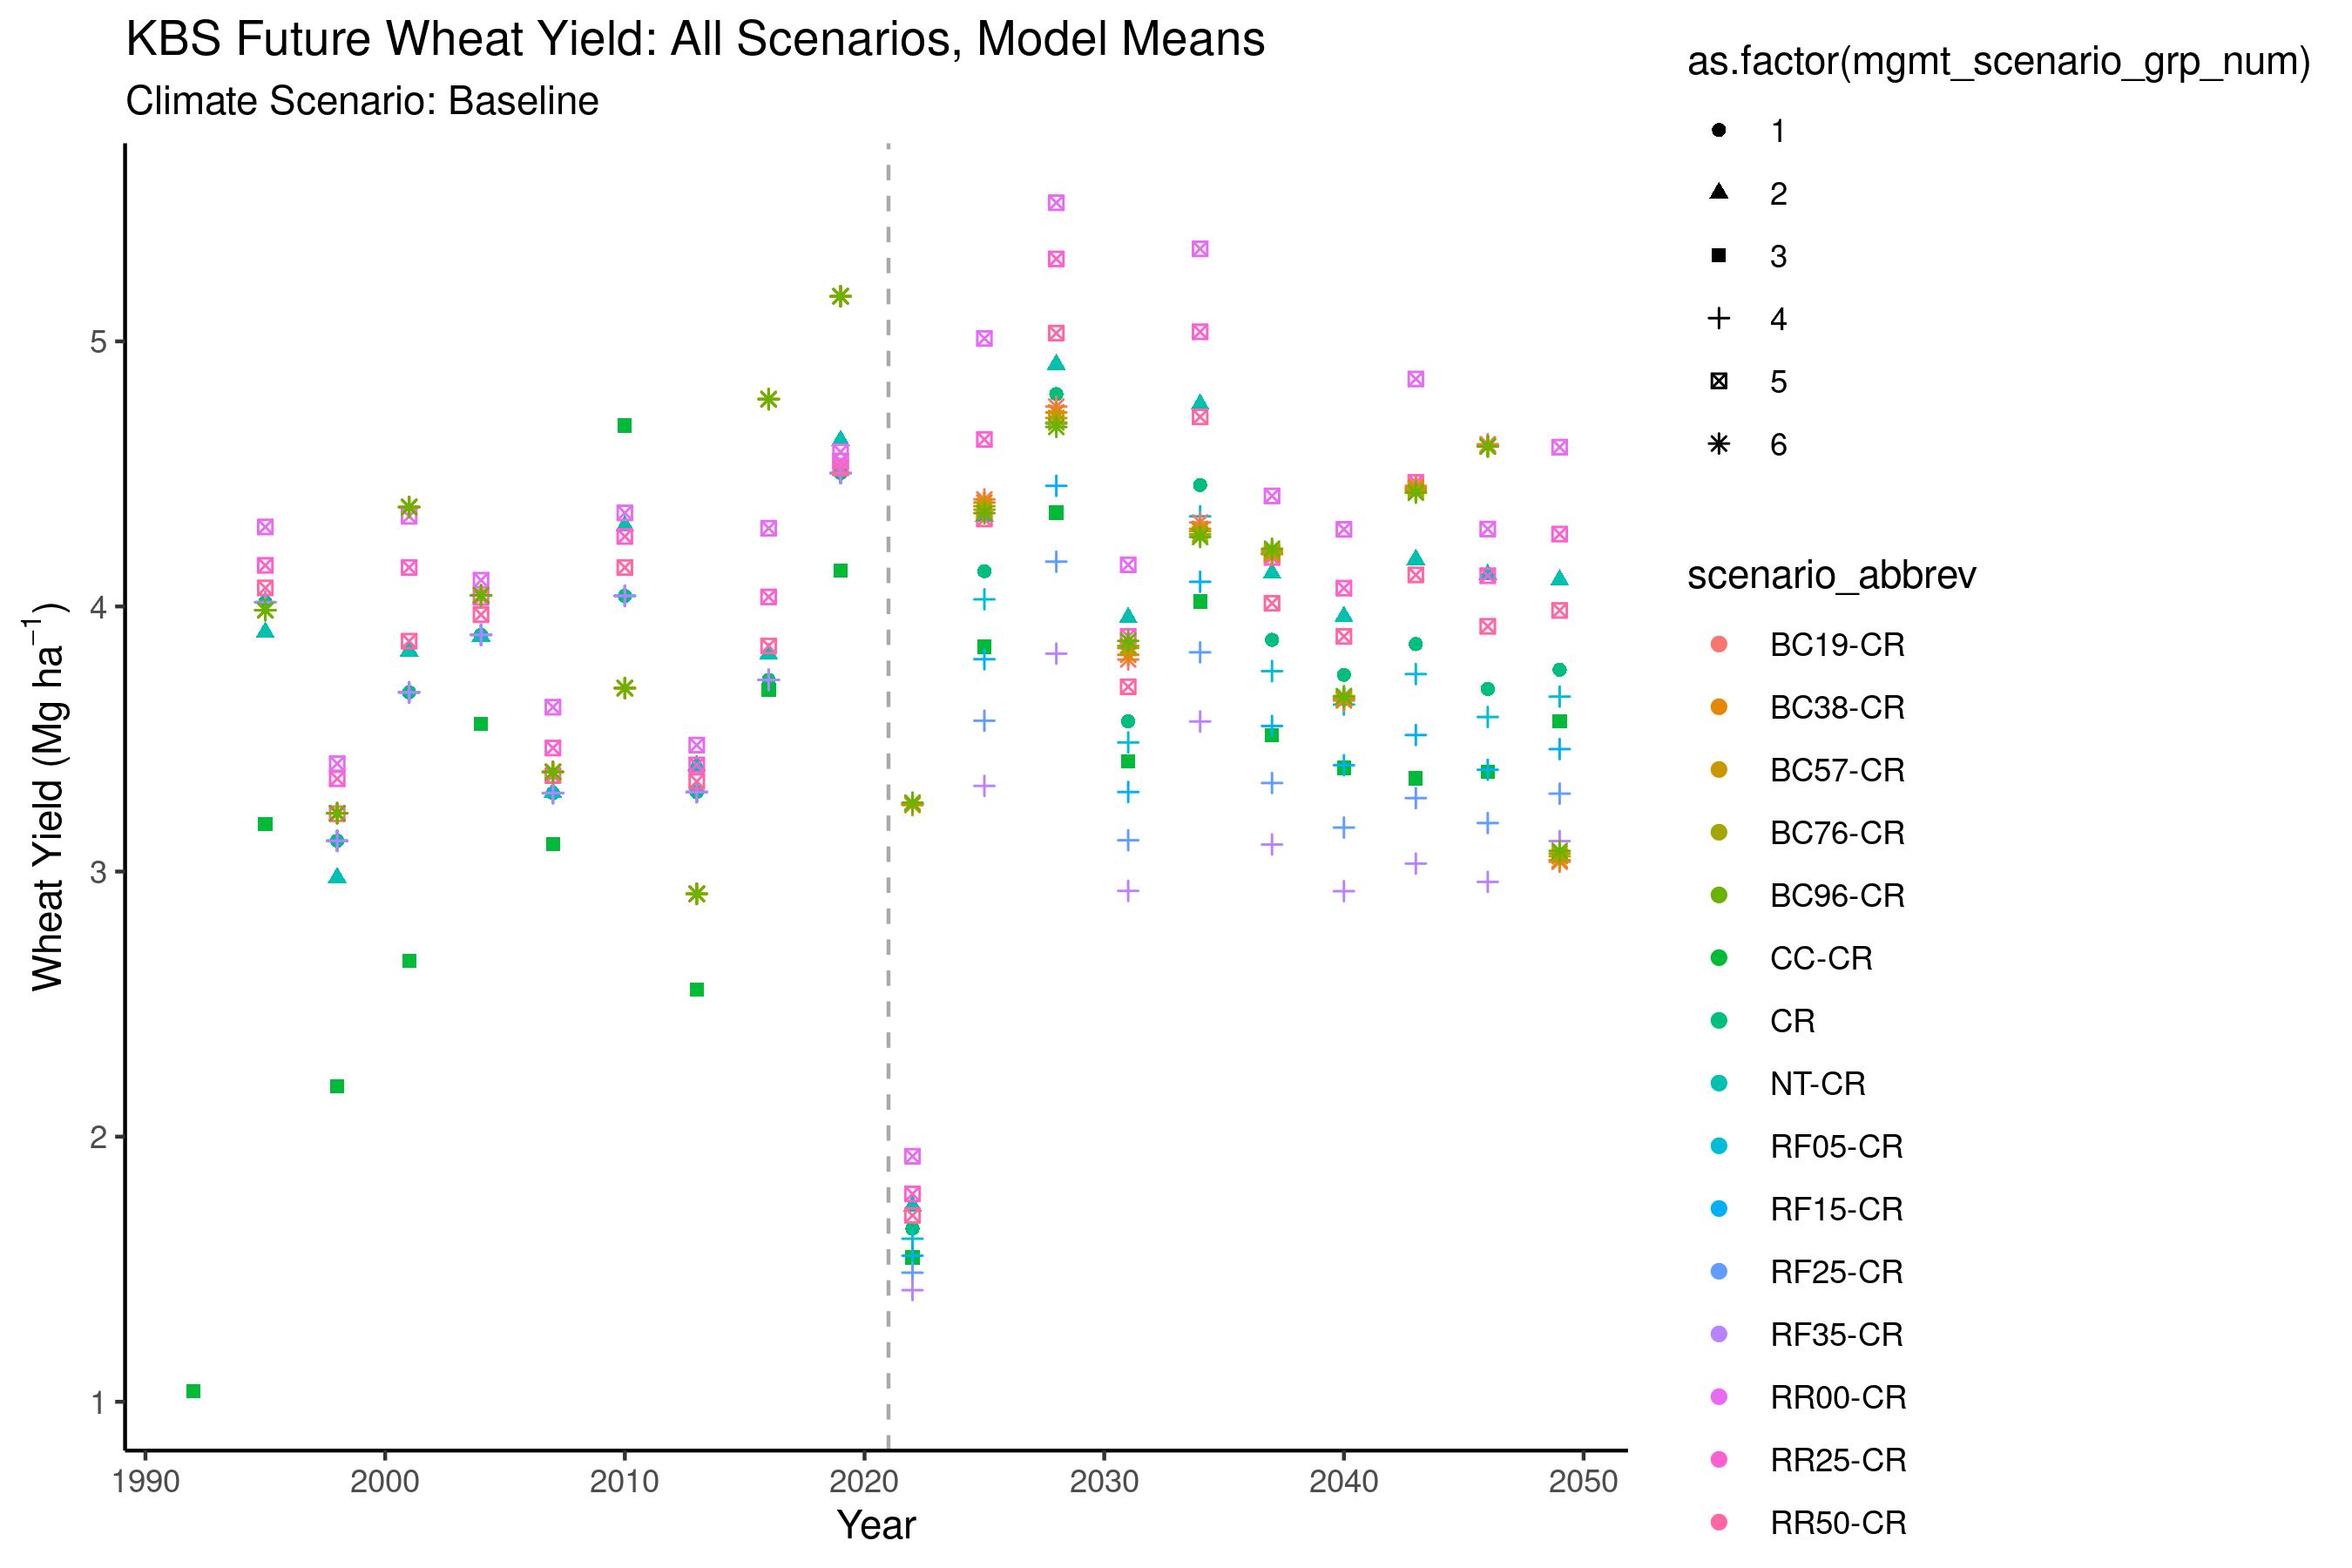 KBS Future Wheat Yield: All Scenarios, Model Means
Climate Scenario: Baseline
Wheat Yield (Mg ha⁻¹)
5
4
3
2
1
1990
2000
2010
2020
2030
2040
2050
Year
as.factor(mgmt_scenario_grp_num)
1
2
3
4
5
6
scenario_abbrev
BC19-CR
BC38-CR
BC57-CR
BC76-CR
BC96-CR
CC-CR
CR
NT-CR
RF05-CR
RF15-CR
RF25-CR
RF35-CR
RR00-CR
RR25-CR
RR50-CR